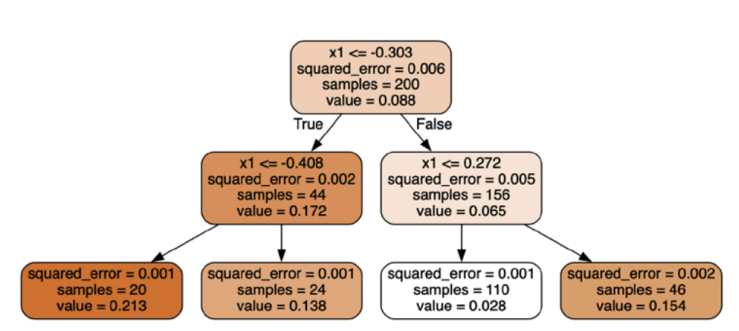 x1 <= -0.303
squared_error = 0.006
samples = 200
value = 0.088
True
False
x1 <= -0.408
squared_error = 0.002
samples = 44
value = 0.172
x1 <= 0.272
squared_error = 0.005
samples = 156
value = 0.065
squared_error = 0.001
samples = 20
value = 0.213
squared_error = 0.001
samples = 24
value = 0.138
squared_error = 0.001
samples = 110
value = 0.028
squared_error = 0.002
samples = 46
value = 0.154